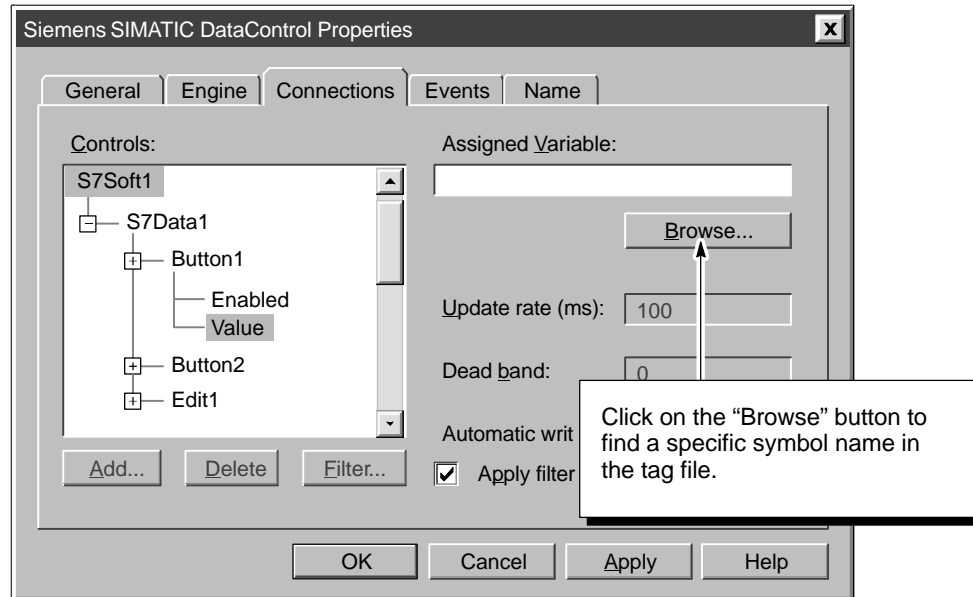 Siemens SIMATIC DataControl Properties
General Engine Connections Events Name
Controls:
S7Soft1
S7Data1
Button1
Enabled
Value
Button2
Edit1
Add... Delete Filter...
Assigned Variable:
Browse...
Update rate (ms): 100
Dead band: 0
Automatic writ
Apply filter
Click on the “Browse” button to
find a specific symbol name in
the tag file.
OK Cancel Apply Help